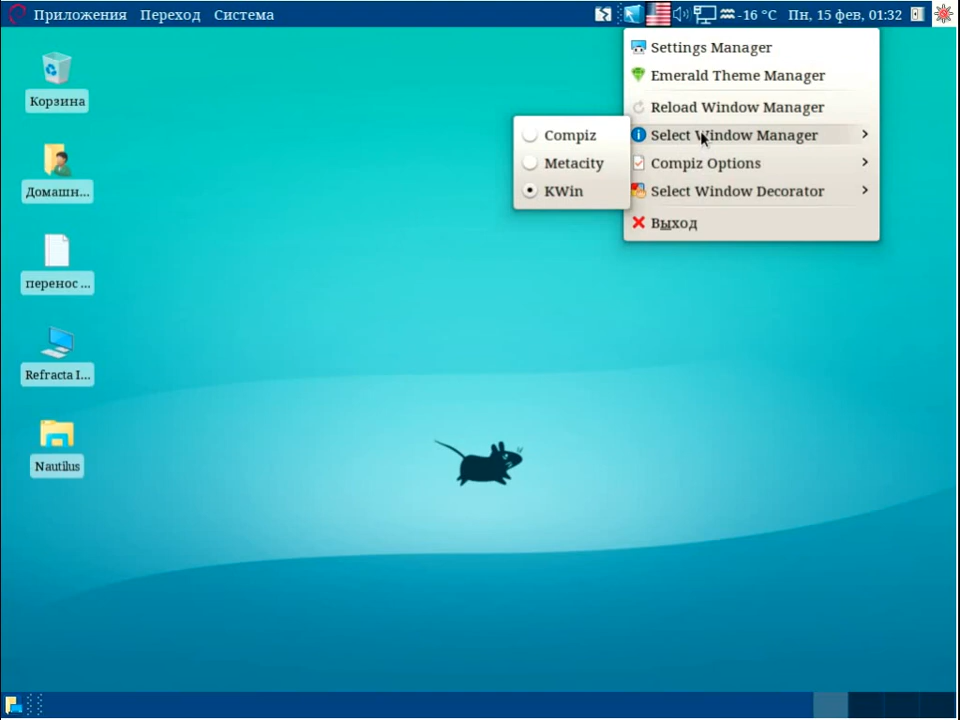 Приложения Переход Система
-16 °C Пн, 15 фев, 01:32
Корзина
Домашн...
перенос ...
Refracta I...
Nautilus
Settings Manager
Emerald Theme Manager
Reload Window Manager
Select Window Manager
Compiz Options
Select Window Decorator
Выход
Compiz
Metacity
KWin